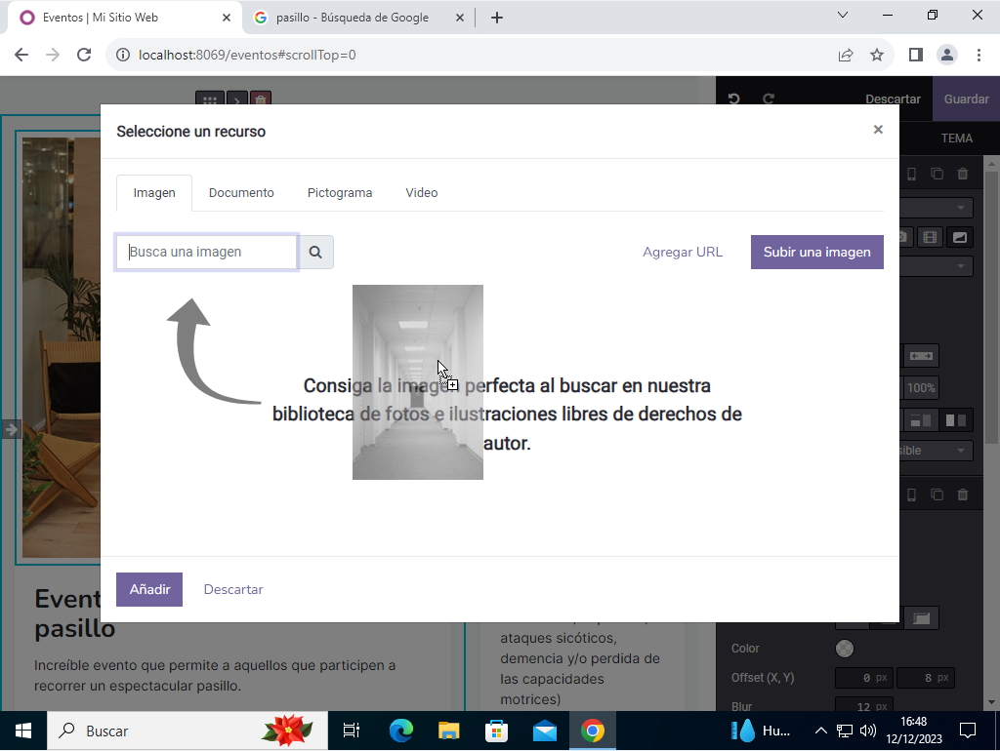 Eventos | Mi Sitio Web
pasillo - Búsqueda de Google
localhost:8069/eventos#scrollTop=0
Descartar
Guardar
TEMA
Seleccione un recurso
Imagen
Documento
Pictograma
Video
Busca una imagen
Agregar URL
Subir una imagen
Consiga la imagen perfecta al buscar en nuestra
biblioteca de fotos e ilustraciones libres de derechos de
autor.
100%
sible
Añadir
Descartar
Event
pasillo
Increíble evento que permite a aquellos que participen a
recorrer un espectacular pasillo.
ataques sicóticos,
demencia y/o perdida de
las capacidades
motrices)
Color
Offset (X, Y)
0 px
8 px
Blur
12 px
Buscar
Hu...
16:48
12/12/2023